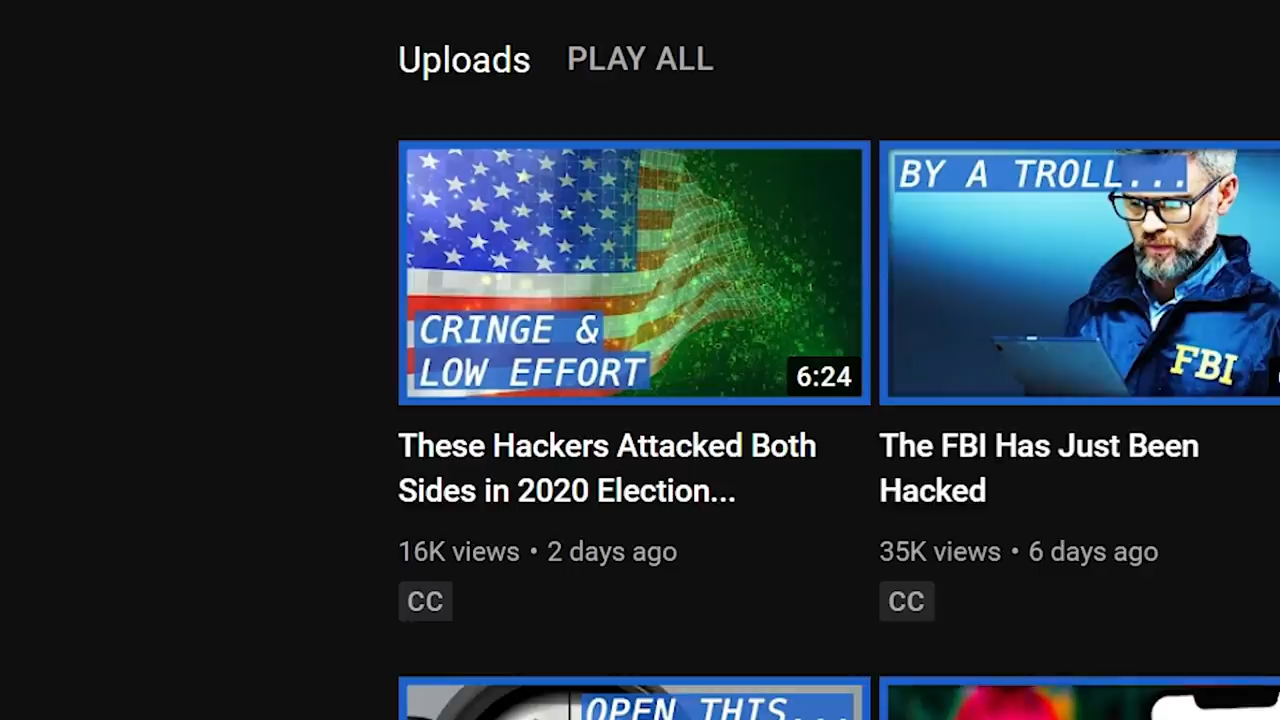 Uploads PLAY ALL
BY A TROLL...
CRINGE &
LOW EFFORT
6:24
FBI
These Hackers Attacked Both
Sides in 2020 Election...
16K views • 2 days ago
CC
The FBI Has Just Been
Hacked
35K views • 6 days ago
CC
OPEN THIS...